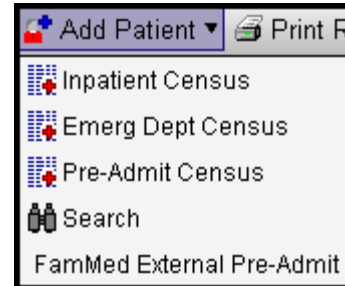 Add Patient Print R
Inpatient Census
Emerg Dept Census
Pre-Admit Census
Search
FamMed External Pre-Admit